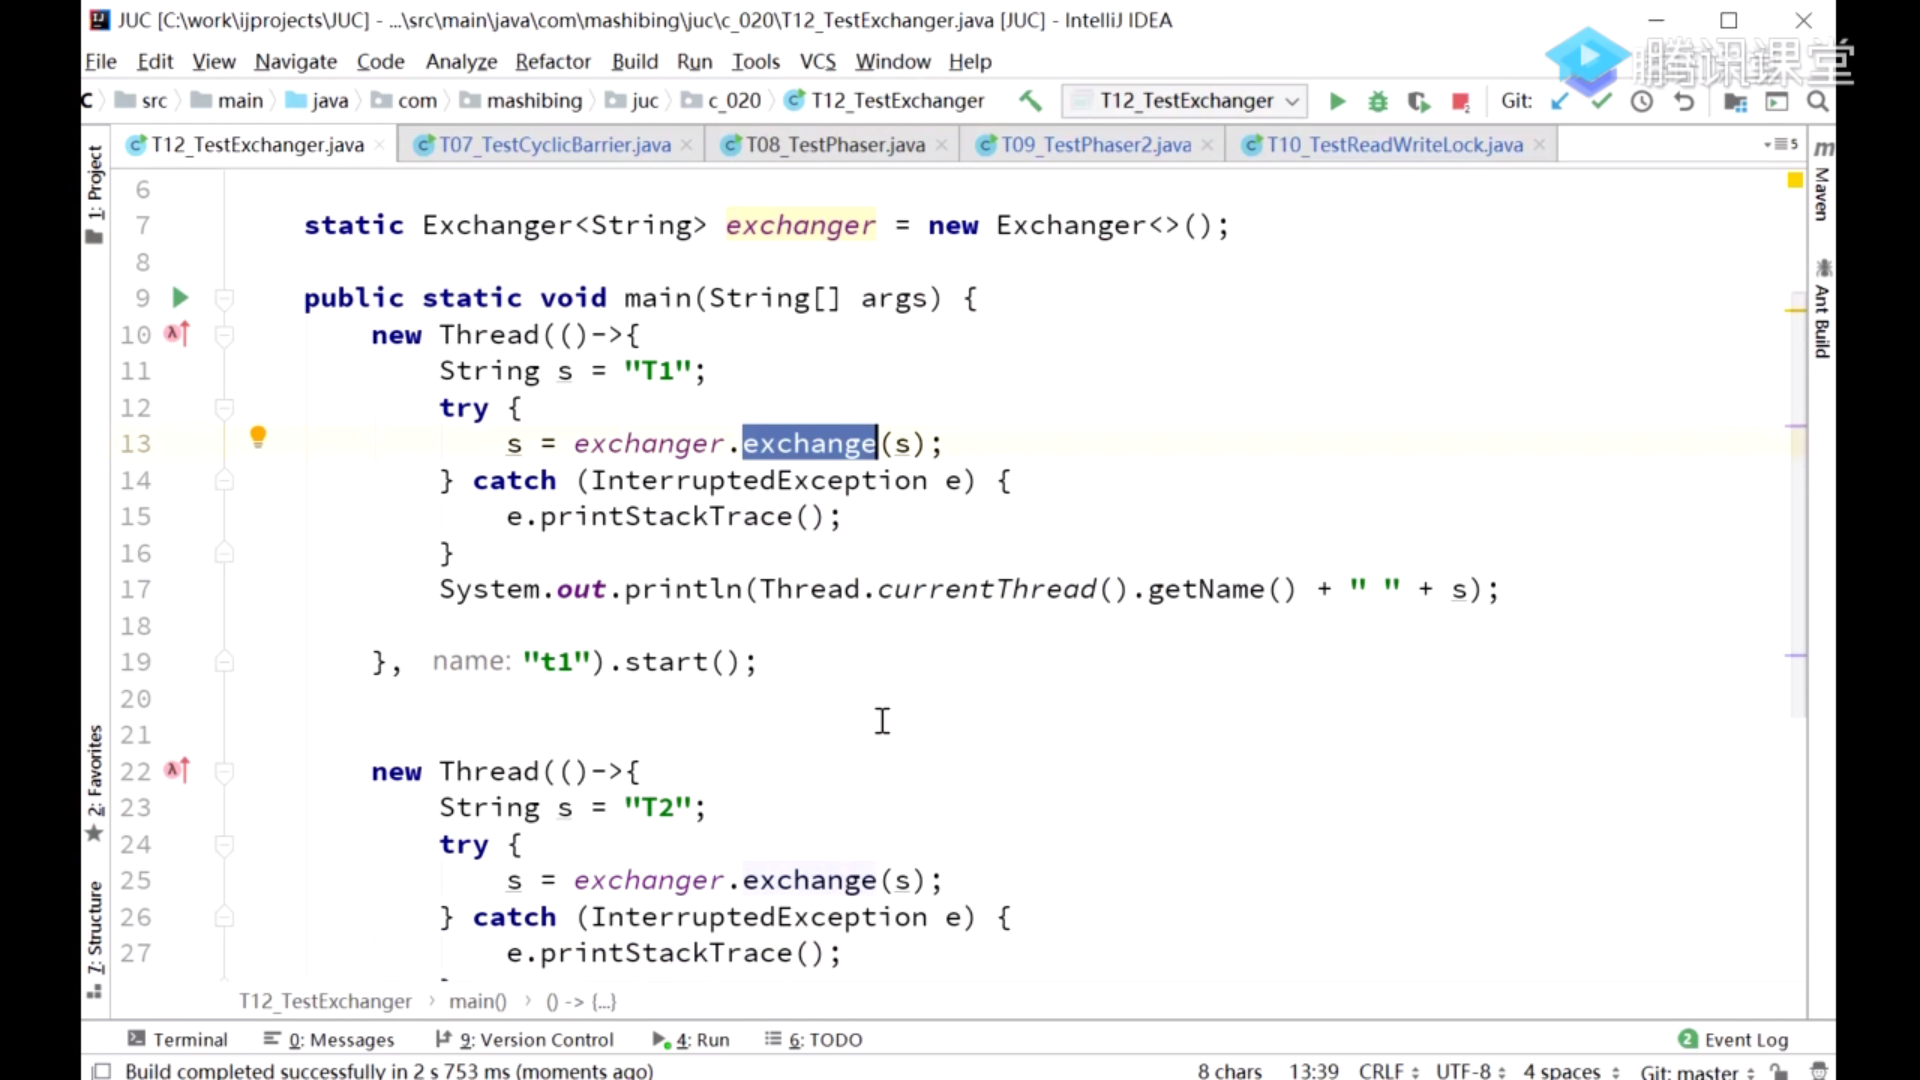 JUC [C:\work\ijprojects\JUC] - ...\src\main\java\com\mashibing\juc\c_020\T12_TestExchanger.java [JUC] - IntelliJ IDEA
腾讯课堂
File Edit View Navigate Code Analyze Refactor Build Run Tools VCS Window Help
C src main java com mashibing juc c_020 T12_TestExchanger T12_TestExchanger Git:
T12_TestExchanger.java T07_TestCyclicBarrier.java T08_TestPhaser.java T09_TestPhaser2.java T10_TestReadWriteLock.java 5
1: Project
2: Favorites
7: Structure
Maven
Ant Build
6
7 static Exchanger<String> exchanger = new Exchanger<>();
8
9 public static void main(String[] args) {
10 new Thread(()->{
11 String s = "T1";
12 try {
13 s = exchanger.exchange(s);
14 } catch (InterruptedException e) {
15 e.printStackTrace();
16 }
17 System.out.println(Thread.currentThread().getName() + " " + s);
18
19 }, name: "t1").start();
20
21
22 new Thread(()->{
23 String s = "T2";
24 try {
25 s = exchanger.exchange(s);
26 } catch (InterruptedException e) {
27 e.printStackTrace();
T12_TestExchanger › main() › () -> {...}
Terminal 0: Messages 9: Version Control 4: Run 6: TODO 2 Event Log
Build completed successfully in 2 s 753 ms (moments ago) 8 chars 13:39 CRLF UTF-8 4 spaces Git: master